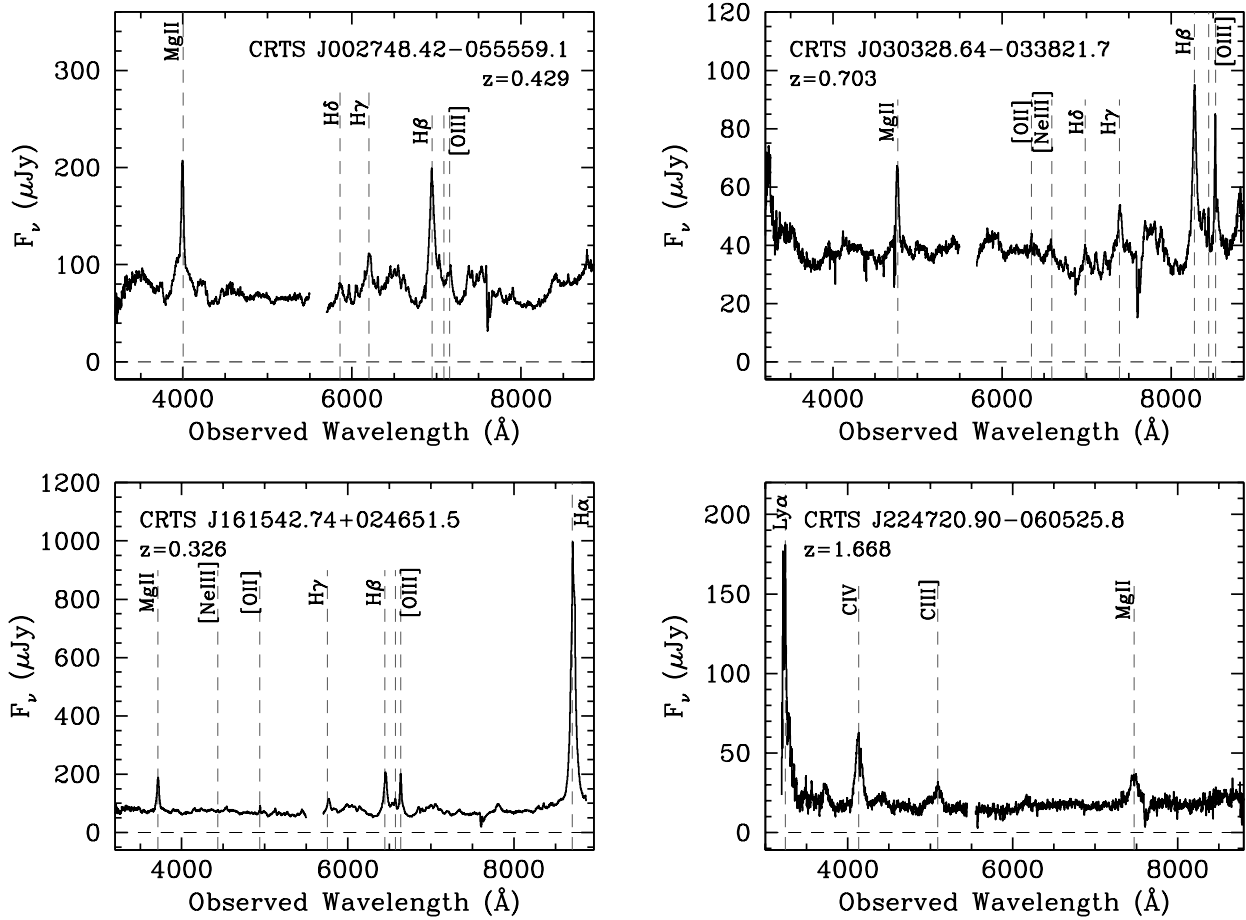 CRTS J002748.42−055559.1
z=0.429
MgII
Hδ
Hγ
Hβ
[OIII]
300
200
100
0
4000 6000 8000
Fν (μJy)
Observed Wavelength (Å)
CRTS J030328.64−033821.7
z=0.703
MgII
[OII]
[NeIII]
Hδ
Hγ
Hβ
[OIII]
120
100
80
60
40
20
0
4000 6000 8000
Fν (μJy)
Observed Wavelength (Å)
CRTS J161542.74+024651.5
z=0.326
MgII
[NeIII]
[OII]
Hγ
Hβ
[OIII]
Hα
1200
1000
800
600
400
200
0
4000 6000 8000
Fν (μJy)
Observed Wavelength (Å)
CRTS J224720.90−060525.8
z=1.668
Lyα
CIV
CIII]
MgII
200
150
100
50
0
4000 6000 8000
Fν (μJy)
Observed Wavelength (Å)